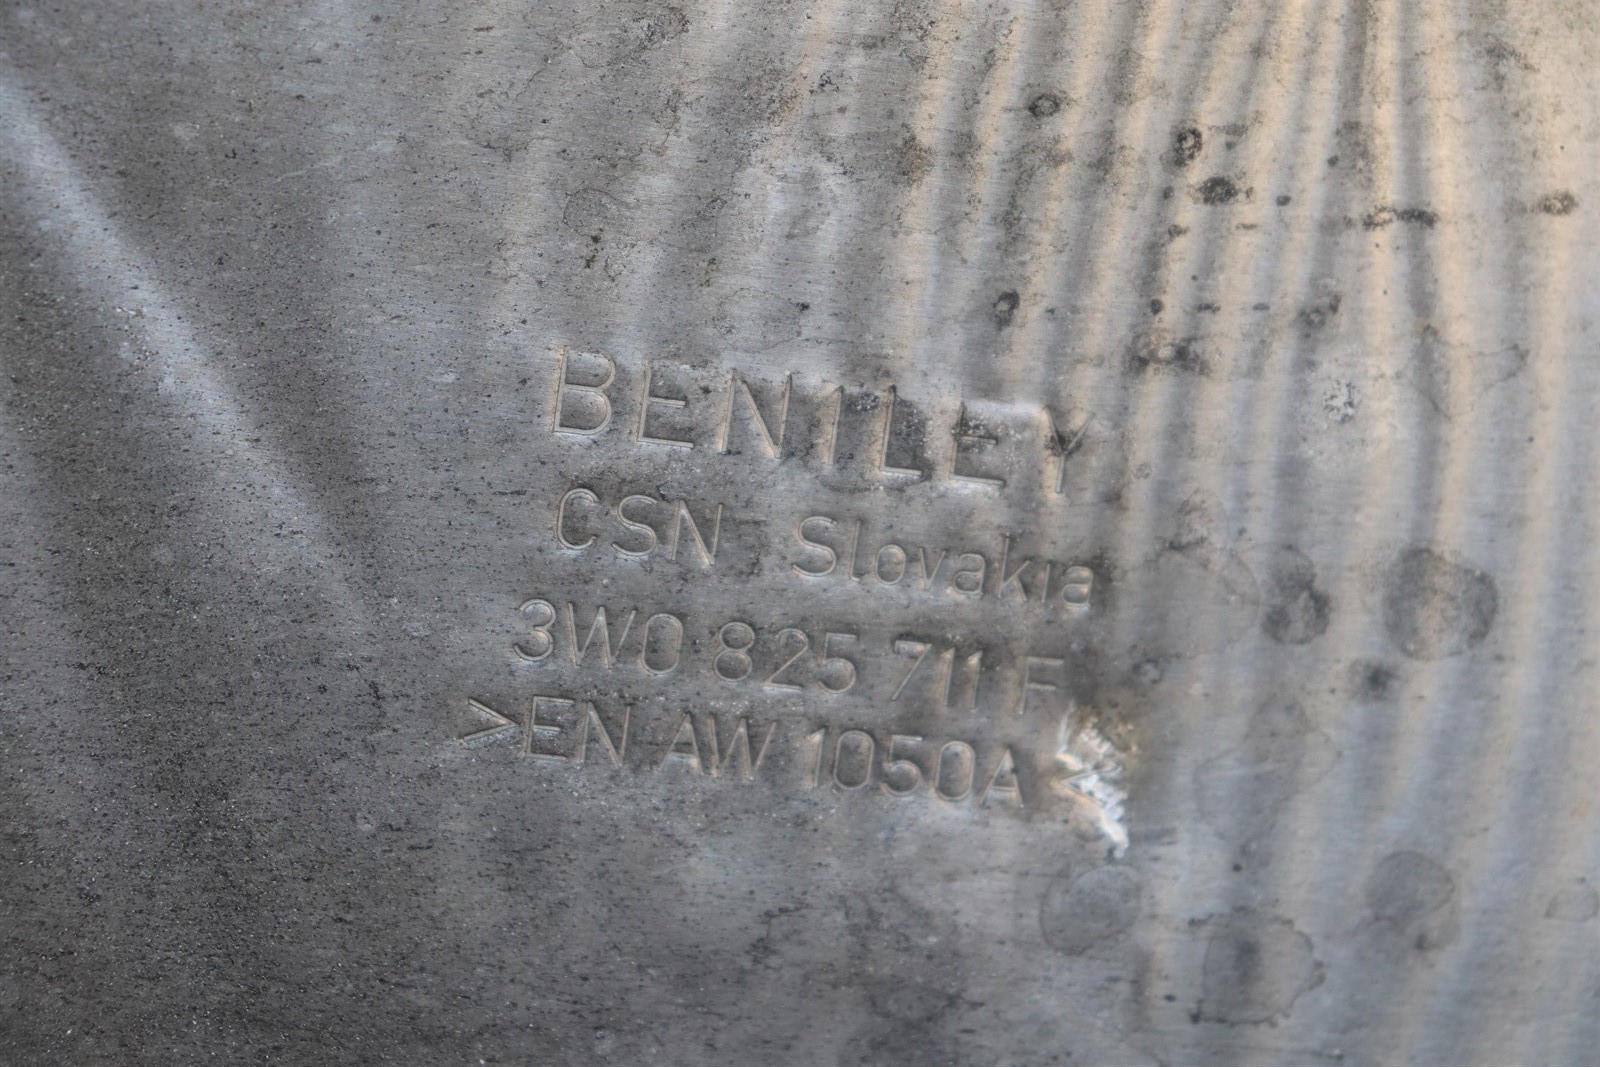 BENTLEY
CSN Slovakia
3W0 825 711 F
>EN AW 1050A <